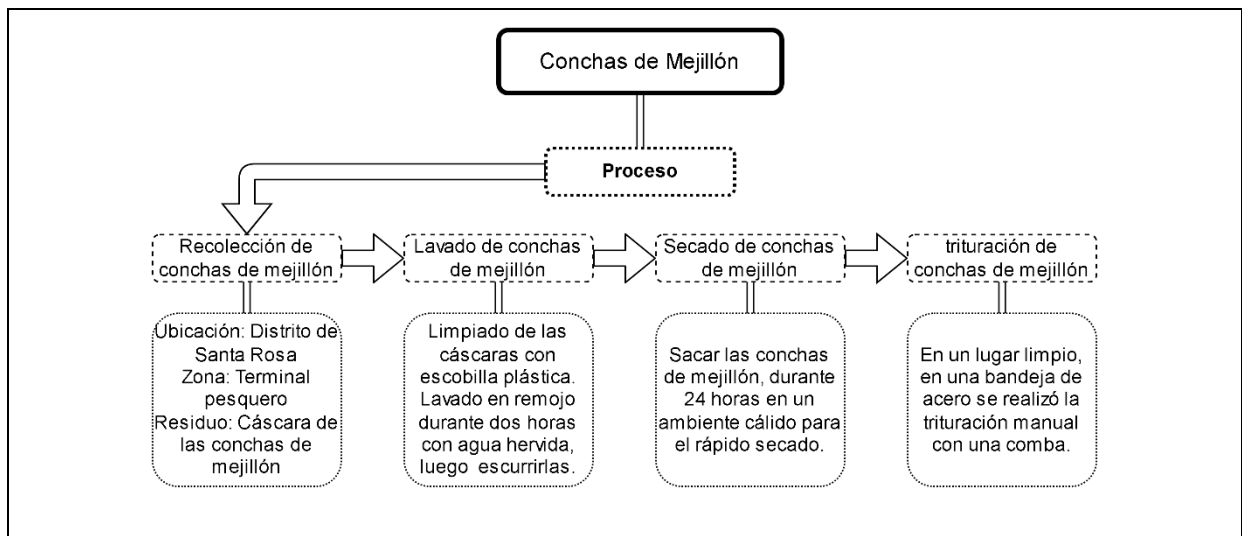 Conchas de Mejillón
Proceso
Recolección de
conchas de mejillón
Lavado de conchas
de mejillón
Secado de conchas
de mejillón
trituración de
conchas de mejillón
Ubicación: Distrito de
Santa Rosa
Zona: Terminal
pesquero
Residuo: Cáscara de
las conchas de
mejillón
Limpiado de las
cáscaras con
escobilla plástica.
Lavado en remojo
durante dos horas
con agua hervida,
luego escurrirlas.
Sacar las conchas
de mejillón, durante
24 horas en un
ambiente cálido para
el rápido secado.
En un lugar limpio,
en una bandeja de
acero se realizó la
trituración manual
con una comba.